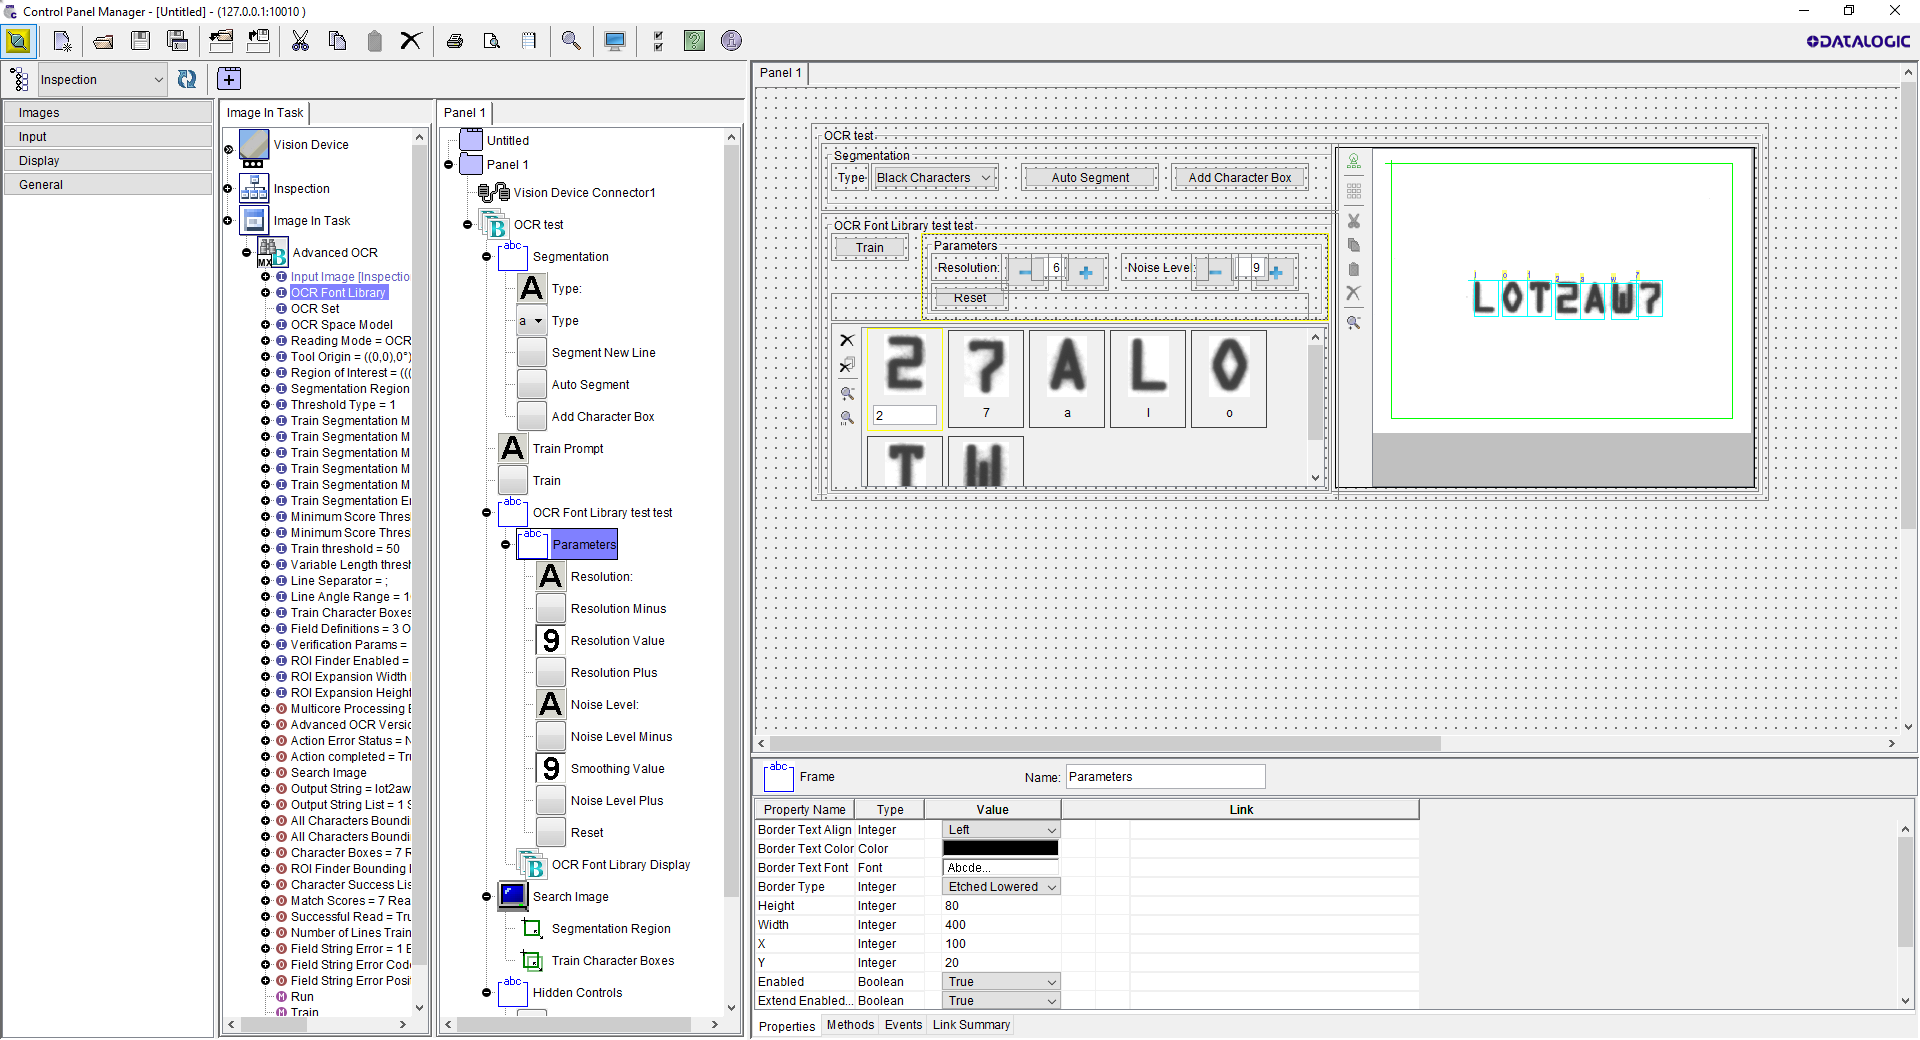 Control Panel Manager - [Untitled] - (127.0.0.1:10010 )
DATALOGIC
Inspection
Images
Input
Display
General
Image In Task
Vision Device
Inspection
Image In Task
Advanced OCR
MX
Input Image [Inspectio
OCR Font Library
OCR Set
OCR Space Model
Reading Mode = OCR
Tool Origin = ((0,0),0°)
Region of Interest = (((
Segmentation Region
Threshold Type = 1
Train Segmentation M
Train Segmentation M
Train Segmentation M
Train Segmentation M
Train Segmentation M
Train Segmentation Er
Minimum Score Thres
Minimum Score Thres
Train threshold = 50
Variable Length thresh
Line Separator = ;
Line Angle Range = 1
Train Character Boxes
Field Definitions = 3 O
Verification Params =
ROI Finder Enabled =
ROI Expansion Width
ROI Expansion Height
Multicore Processing E
Advanced OCR Versic
Action Error Status = N
Action completed = Tru
Search Image
Output String = lot2aw
Output String List = 1 S
All Characters Boundi
All Characters Boundi
Character Boxes = 7 R
ROI Finder Bounding
Character Success Lis
Match Scores = 7 Rea
Successful Read = Tru
Number of Lines Train
Field String Error = 1 E
Field String Error Code
Field String Error Posit
Run
Train
Panel 1
Untitled
Panel 1
Vision Device Connector1
OCR test
Segmentation
Type:
Type
Segment New Line
Auto Segment
Add Character Box
Train Prompt
Train
OCR Font Library test test
Parameters
Resolution:
Resolution Minus
Resolution Value
Resolution Plus
Noise Level:
Noise Level Minus
Smoothing Value
Noise Level Plus
Reset
OCR Font Library Display
Search Image
Segmentation Region
Train Character Boxes
Hidden Controls
Panel 1
OCR test
Segmentation
Type Black Characters Auto Segment Add Character Box
OCR Font Library test test
Train
Parameters
Resolution: 6 Noise Leve 9
Reset
2 7 A L O
2 7 a l o
T W
l o t 2 a w 7
LOT2AW7
abc Frame Name: Parameters
Property Name Type Value Link
Border Text Align Integer Left
Border Text Color Color
Border Text Font Font Abcde...
Border Type Integer Etched Lowered
Height Integer 80
Width Integer 400
X Integer 100
Y Integer 20
Enabled Boolean True
Extend Enabled... Boolean True
Properties Methods Events Link Summary